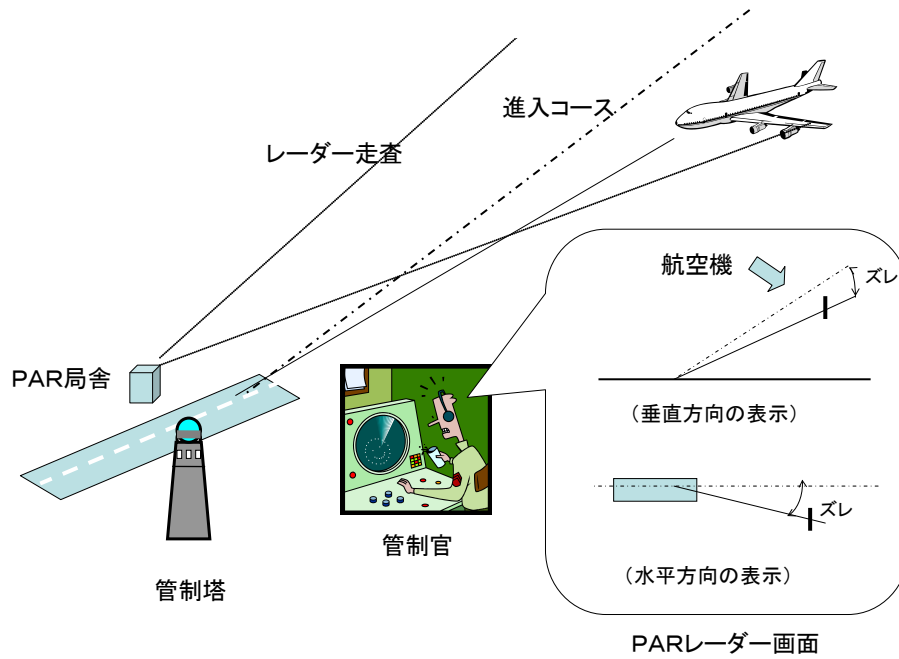 進入コース
レーダー走査
航空機
ズレ
PAR局舎
(垂直方向の表示)
ズレ
管制官
(水平方向の表示)
管制塔
PARレーダー画面